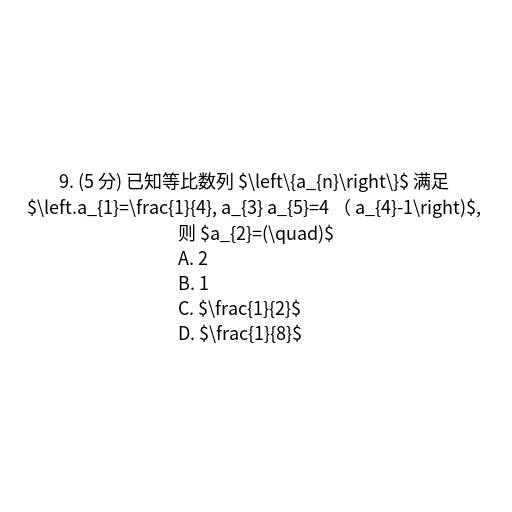 9. (5 分) 已知等比数列 $\left\{a_{n}\right\}$ 满足
$\left.a_{1}=\frac{1}{4}, a_{3} a_{5}=4 （ a_{4}-1\right)$,
则 $a_{2}=(\quad)$
A. 2
B. 1
C. $\frac{1}{2}$
D. $\frac{1}{8}$